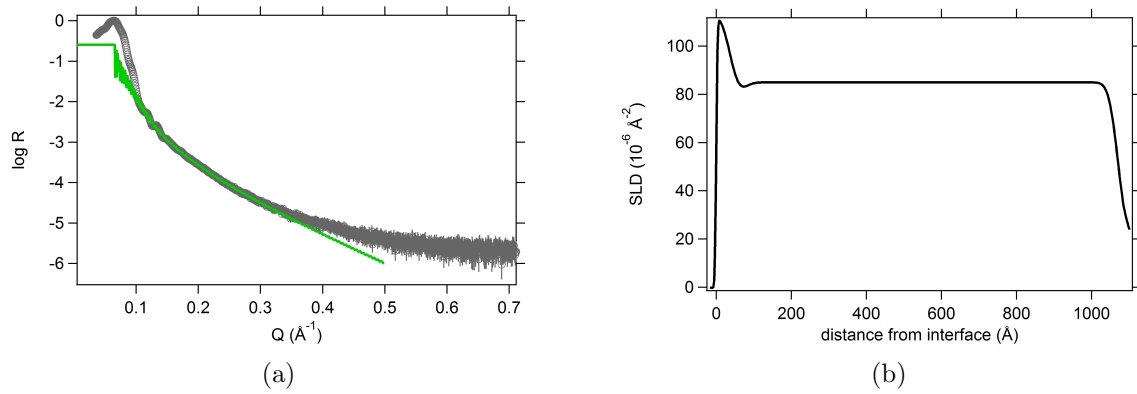 0
-1
-2
-3
-4
-5
-6
log R
0.1 0.2 0.3 0.4 0.5 0.6 0.7
Q (Å⁻¹)
(a)
100
80
60
40
20
0
SLD (10⁻⁶ Å⁻²)
0 200 400 600 800 1000
distance from interface (Å)
(b)